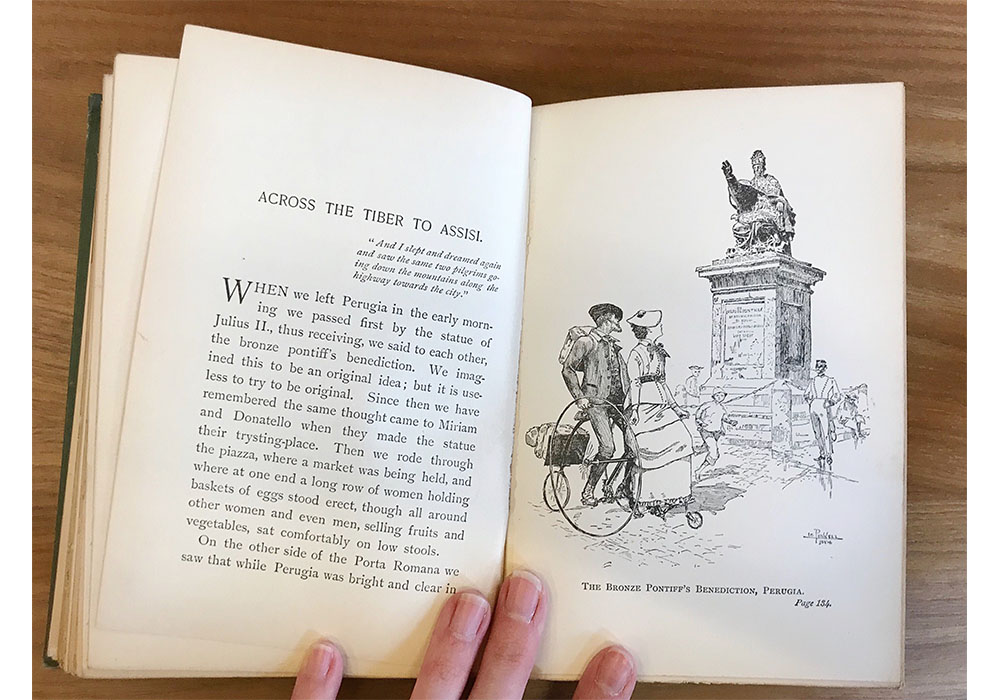 ACROSS THE TIBER TO ASSISI.
“And I slept and dreamed again
and saw the same two pilgrims go-
ing down the mountains along the
highway towards the city.”
WHEN we left Perugia in the early morn-
ing we passed first by the statue of
Julius II., thus receiving, we said to each other,
the bronze pontiff's benediction. We imag-
ined this to be an original idea; but it is use-
less to try to be original. Since then we have
remembered the same thought came to Miriam
and Donatello when they made the statue
their trysting-place. Then we rode through
the piazza, where a market was being held, and
where at one end a long row of women holding
baskets of eggs stood erect, though all around
other women and even men, selling fruits and
vegetables, sat comfortably on low stools.
On the other side of the Porta Romana we
saw that while Perugia was bright and clear in
THE BRONZE PONTIFF'S BENEDICTION, PERUGIA.
Page 134.